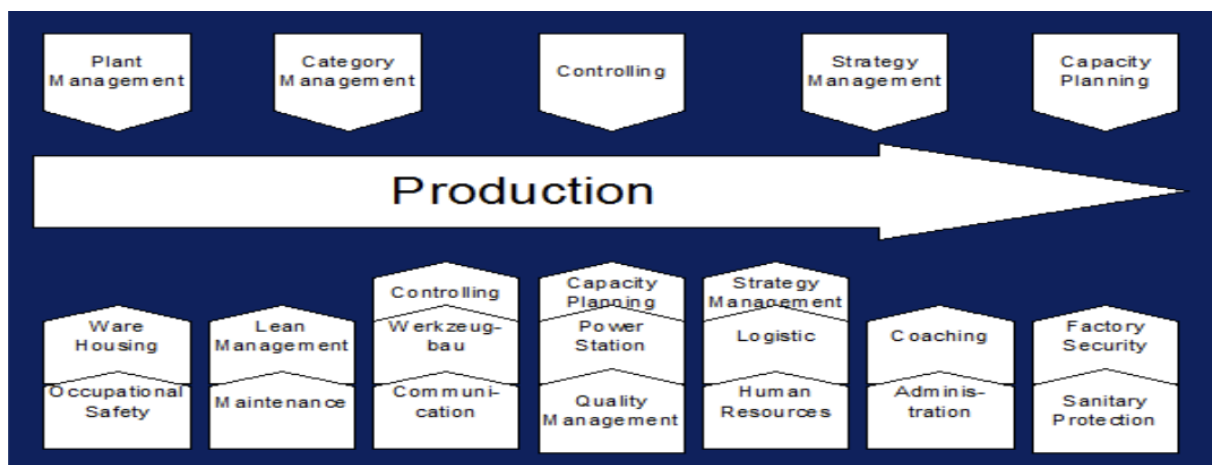 Plant
Management
Category
Management
Controlling
Strategy
Management
Capacity
Planning
Production
Controlling
Capacity
Planning
Strategy
Management
Ware
Housing
Lean
Management
Werkzeug-
bau
Power
Station
Logistic
Coaching
Factory
Security
Occupational
Safety
Maintenance
Communi-
cation
Quality
Management
Human
Resources
Adminis-
tration
Sanitary
Protection